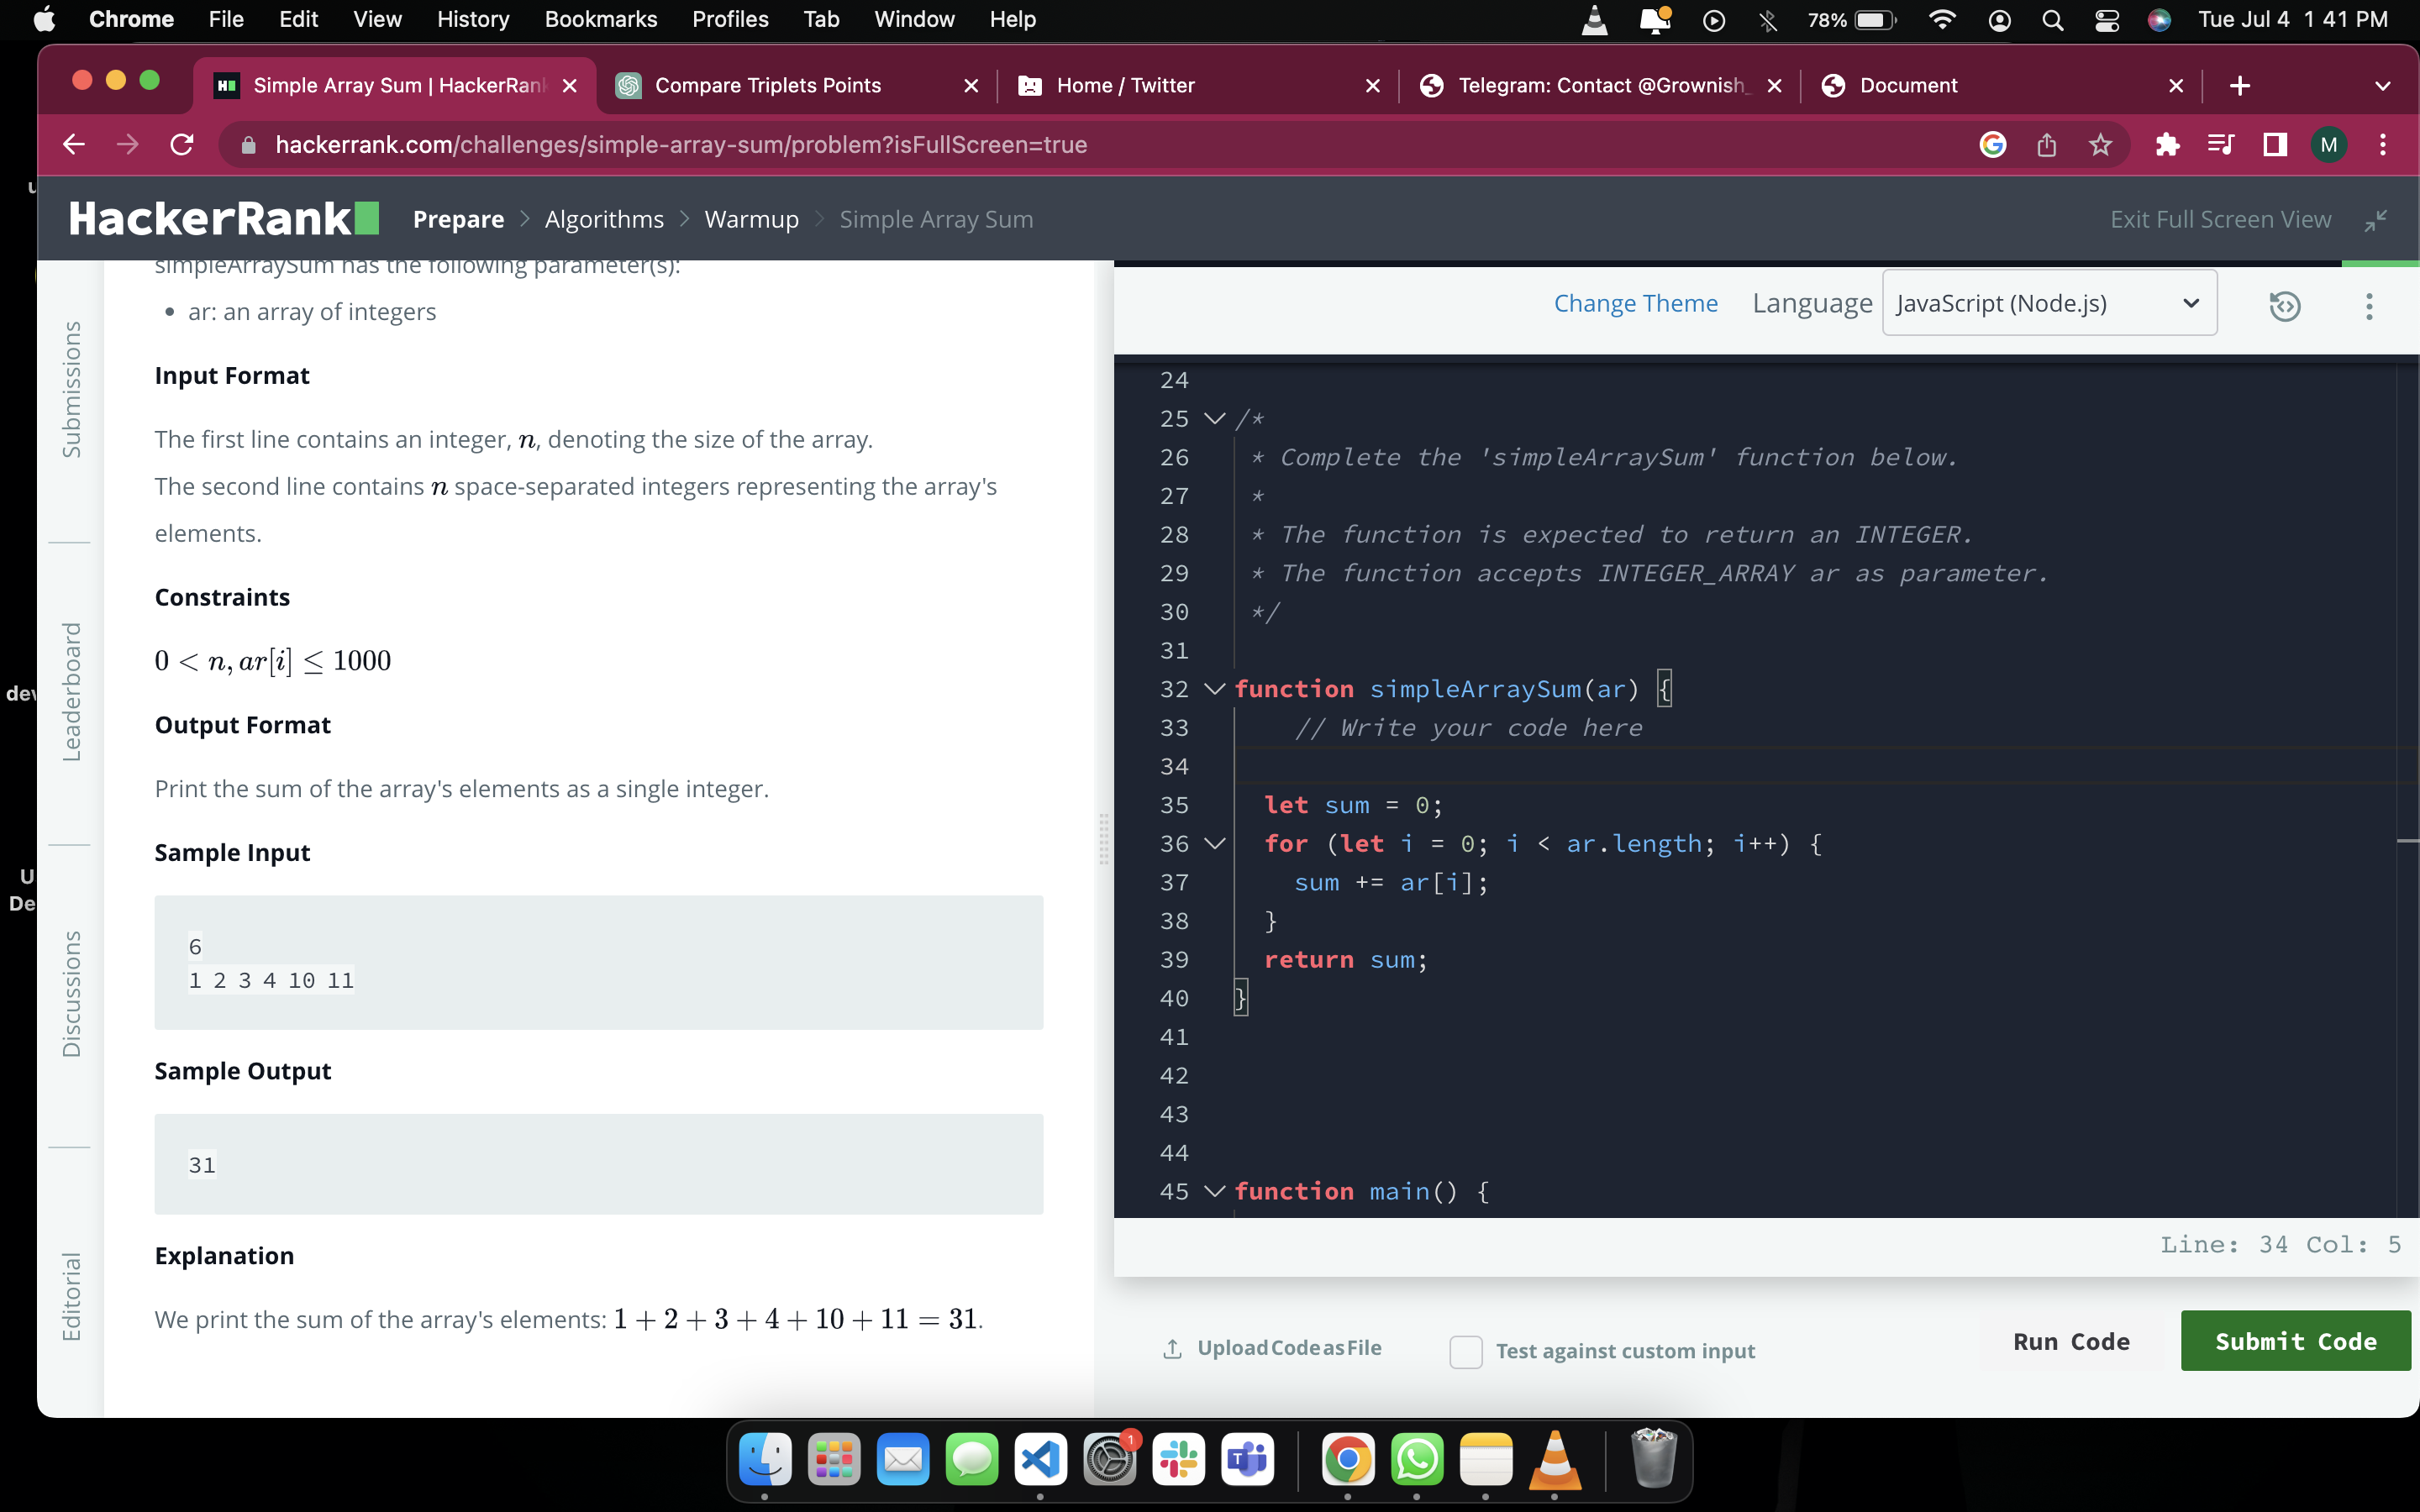 Chrome File Edit View History Bookmarks Profiles Tab Window Help 78% Tue Jul 4 1 41 PM
Simple Array Sum | HackerRank Compare Triplets Points Home / Twitter Telegram: Contact @Grownish_ Document
hackerrank.com/challenges/simple-array-sum/problem?isFullScreen=true M
HackerRank Prepare > Algorithms > Warmup > Simple Array Sum Exit Full Screen View
Submissions
Leaderboard
Discussions
Editorial
simpleArraySum has the following parameter(s):
• ar: an array of integers
Input Format
The first line contains an integer, n, denoting the size of the array.
The second line contains n space-separated integers representing the array's
elements.
Constraints
0 < n, ar[i] ≤ 1000
Output Format
Print the sum of the array's elements as a single integer.
Sample Input
6
1 2 3 4 10 11
Sample Output
31
Explanation
We print the sum of the array's elements: 1 + 2 + 3 + 4 + 10 + 11 = 31.
Change Theme Language JavaScript (Node.js)
24
25 /*
26 * Complete the 'simpleArraySum' function below.
27 *
28 * The function is expected to return an INTEGER.
29 * The function accepts INTEGER_ARRAY ar as parameter.
30 */
31
32 function simpleArraySum(ar) {
33 // Write your code here
34
35 let sum = 0;
36 for (let i = 0; i < ar.length; i++) {
37 sum += ar[i];
38 }
39 return sum;
40 }
41
42
43
44
45 function main() {
Line: 34 Col: 5
Upload Code as File Test against custom input Run Code Submit Code
1